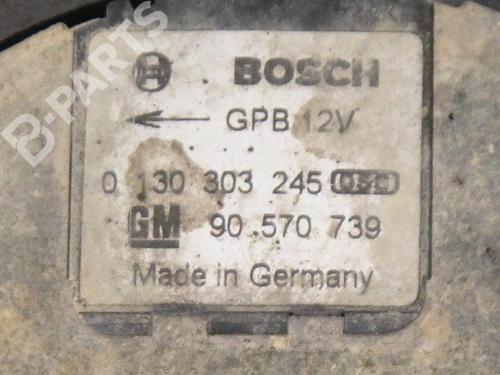 BOSCH
GPB 12V
0 130 303 245
GM 90 570 739
Made in Germany
B-PARTS